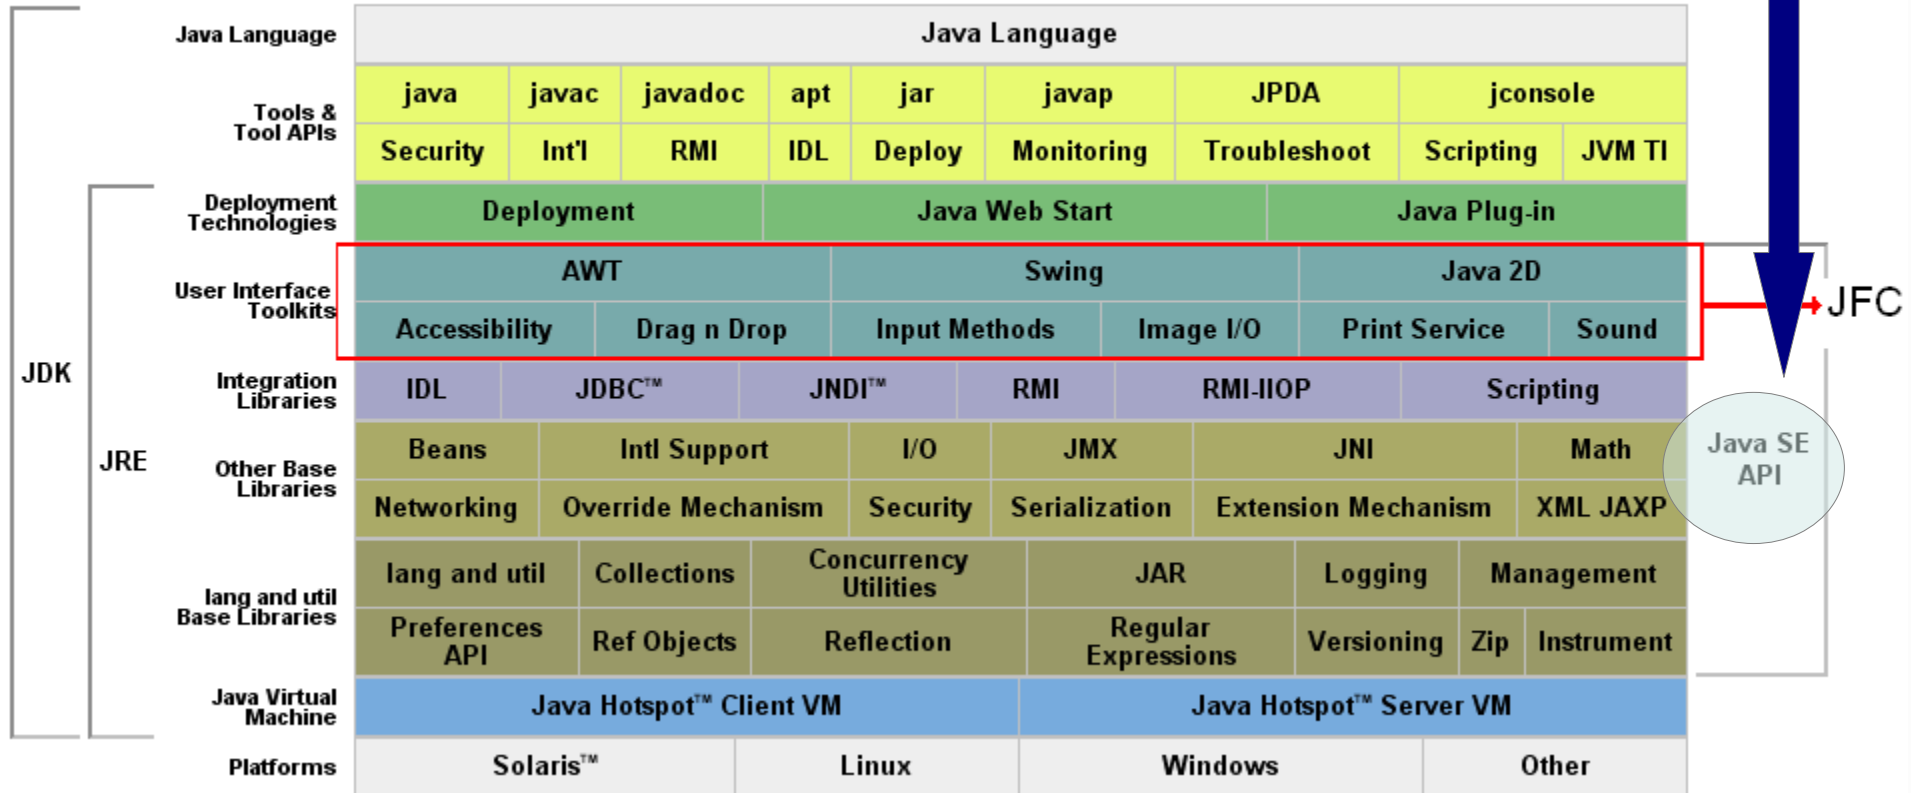 Java Language
Java Language
Tools &
Tool APIs
java javac javadoc apt jar javap JPDA jconsole
Security Int'l RMI IDL Deploy Monitoring Troubleshoot Scripting JVM TI
Deployment
Technologies
Deployment Java Web Start Java Plug-in
User Interface
Toolkits
AWT Swing Java 2D
Accessibility Drag n Drop Input Methods Image I/O Print Service Sound
JFC
JDK
Integration
Libraries
IDL JDBC™ JNDI™ RMI RMI-IIOP Scripting
JRE
Other Base
Libraries
Beans Intl Support I/O JMX JNI Math
Networking Override Mechanism Security Serialization Extension Mechanism XML JAXP
Java SE
API
lang and util
Base Libraries
lang and util Collections Concurrency
Utilities JAR Logging Management
Preferences
API Ref Objects Reflection Regular
Expressions Versioning Zip Instrument
Java Virtual
Machine
Java Hotspot™ Client VM Java Hotspot™ Server VM
Platforms
Solaris™ Linux Windows Other